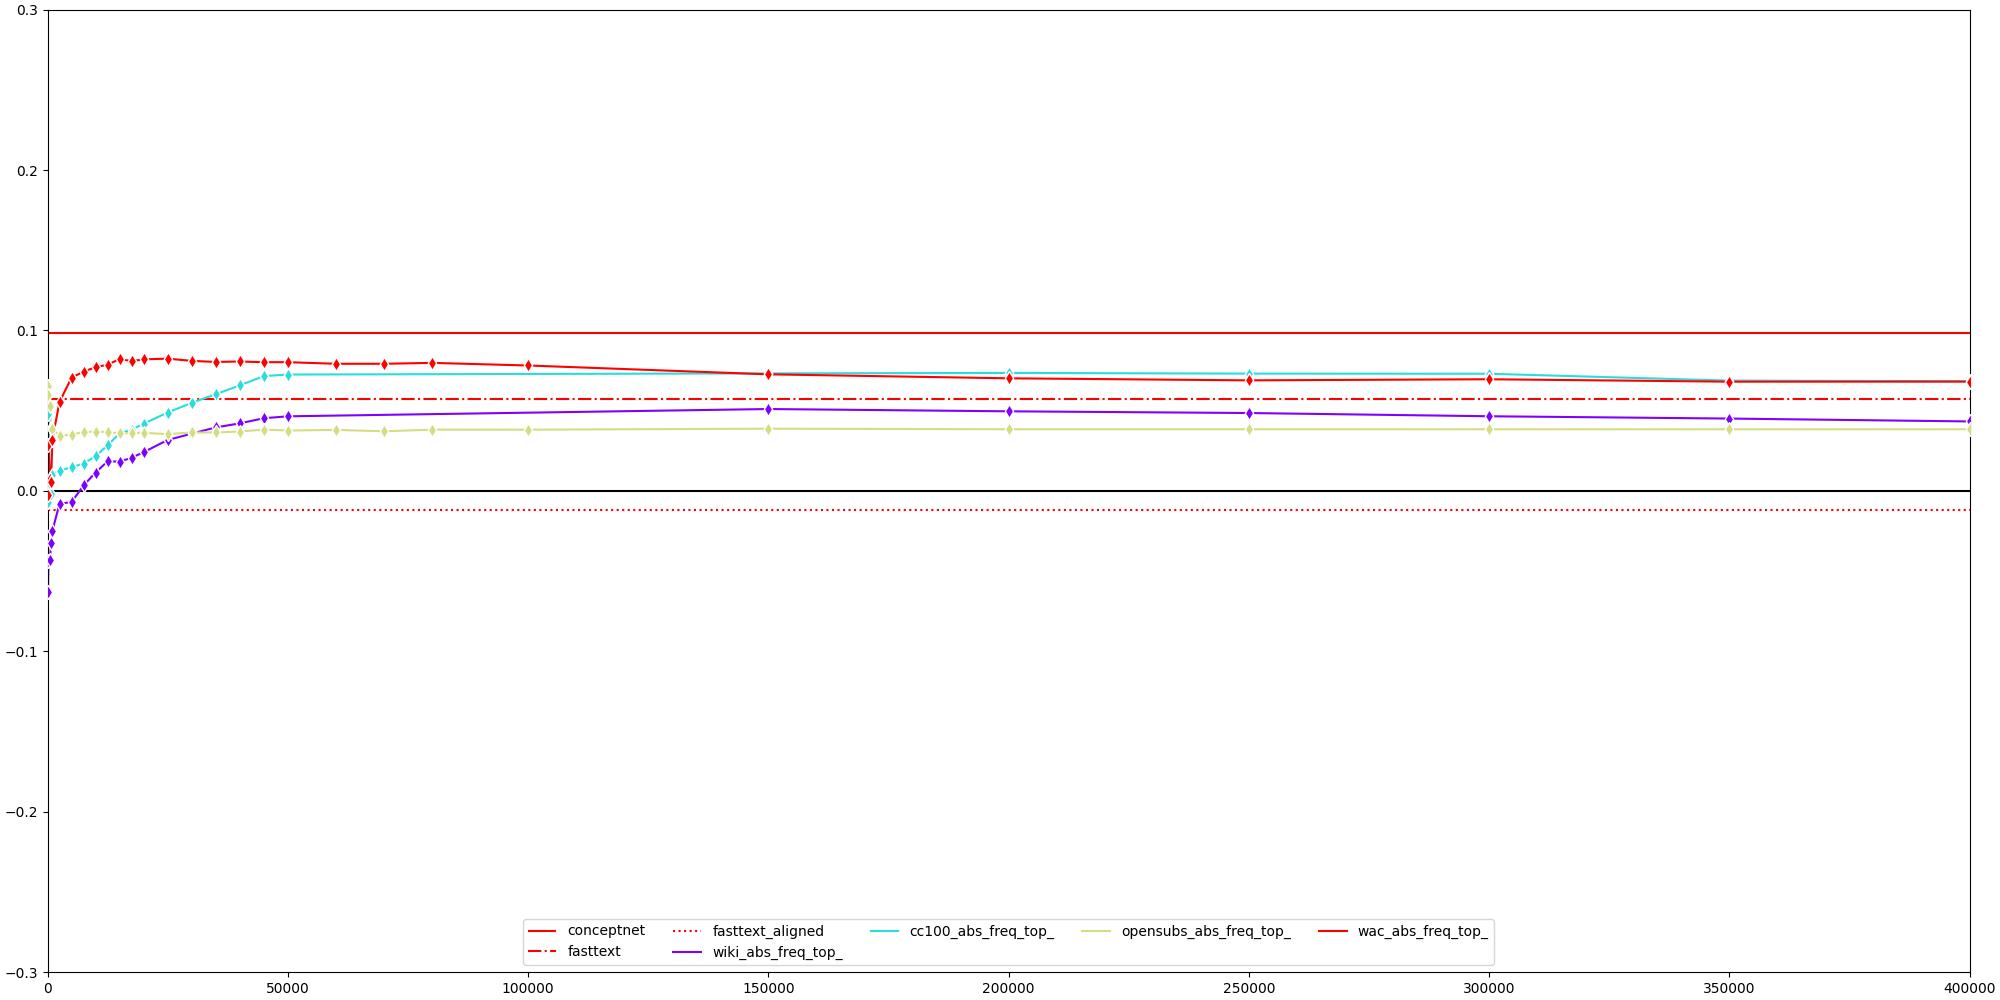 0.3
0.2
0.1
0.0
−0.1
−0.2
−0.3
0 50000 100000 150000 200000 250000 300000 350000 400000
conceptnet fasttext_aligned cc100_abs_freq_top_ opensubs_abs_freq_top_ wac_abs_freq_top_
fasttext wiki_abs_freq_top_